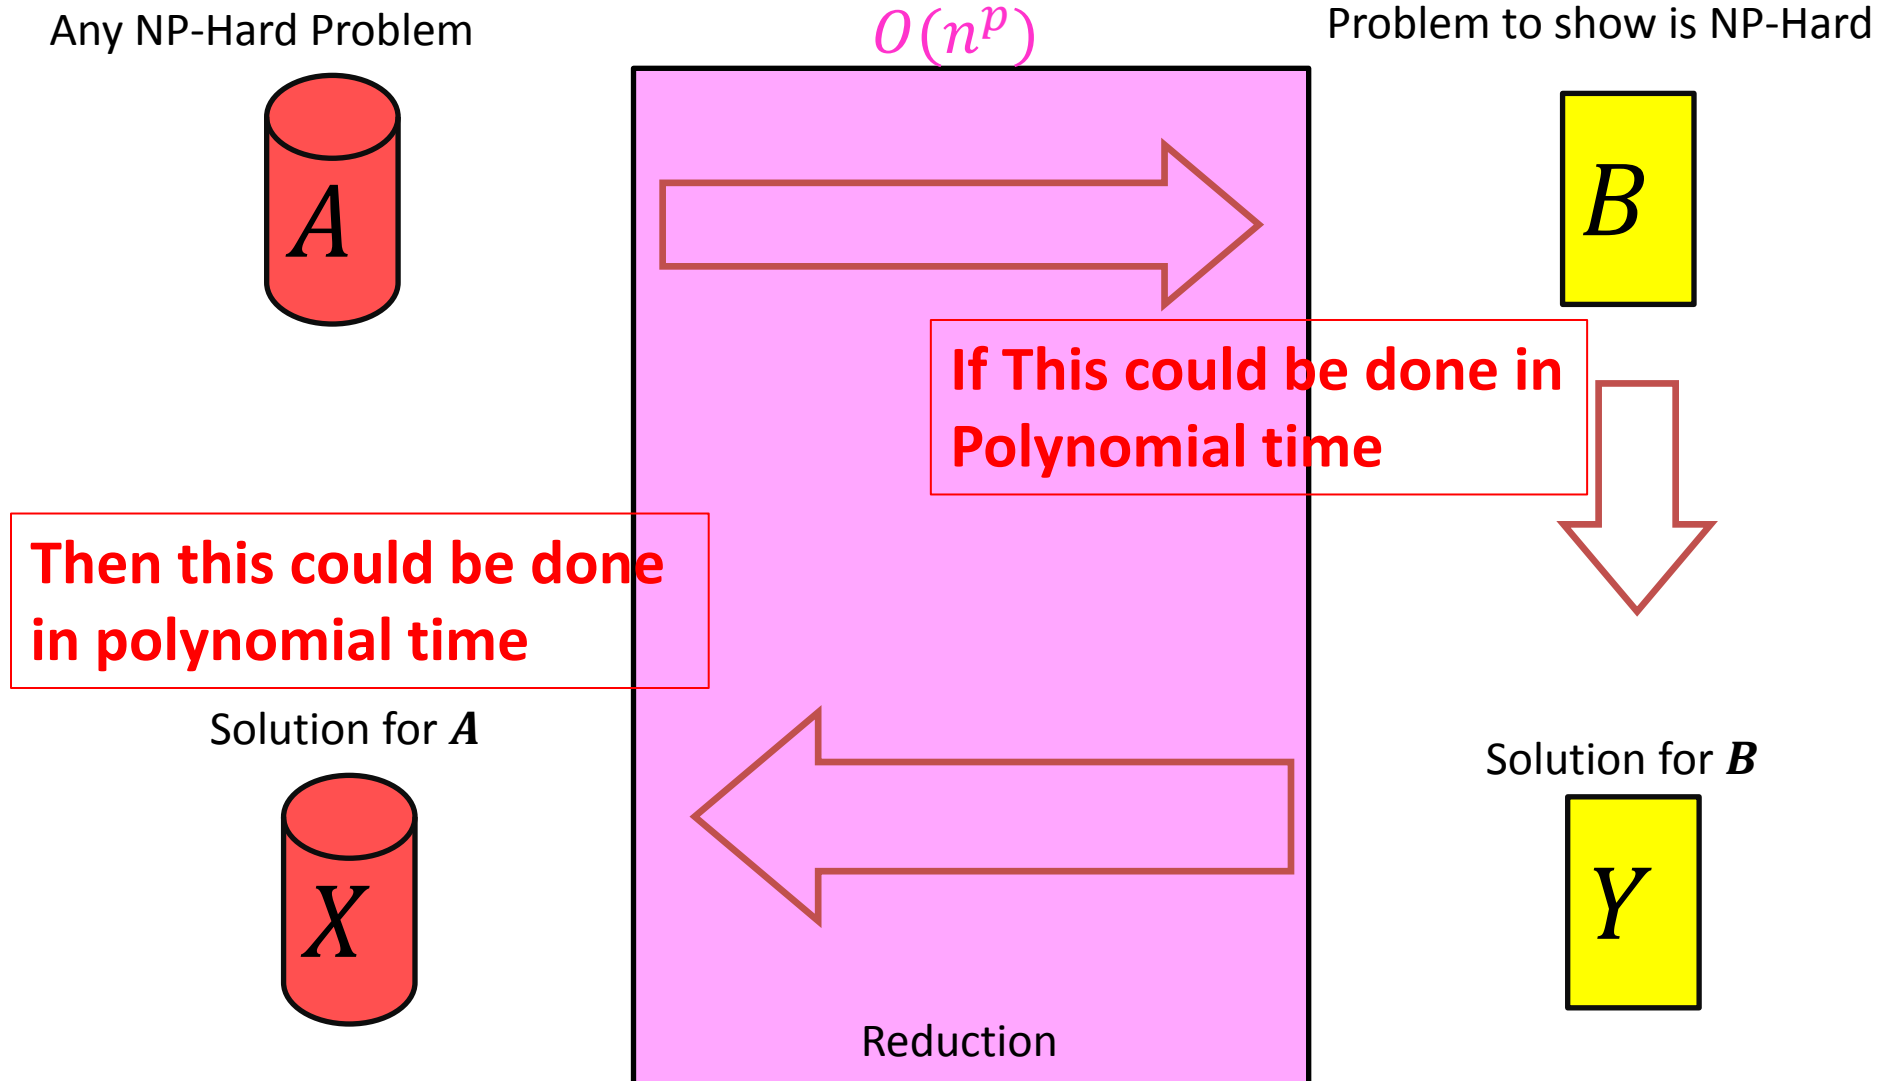 Any NP-Hard Problem
O(n^p)
Problem to show is NP-Hard
A
B
If This could be done in
Polynomial time
Then this could be done
in polynomial time
Solution for A
Solution for B
X
Y
Reduction